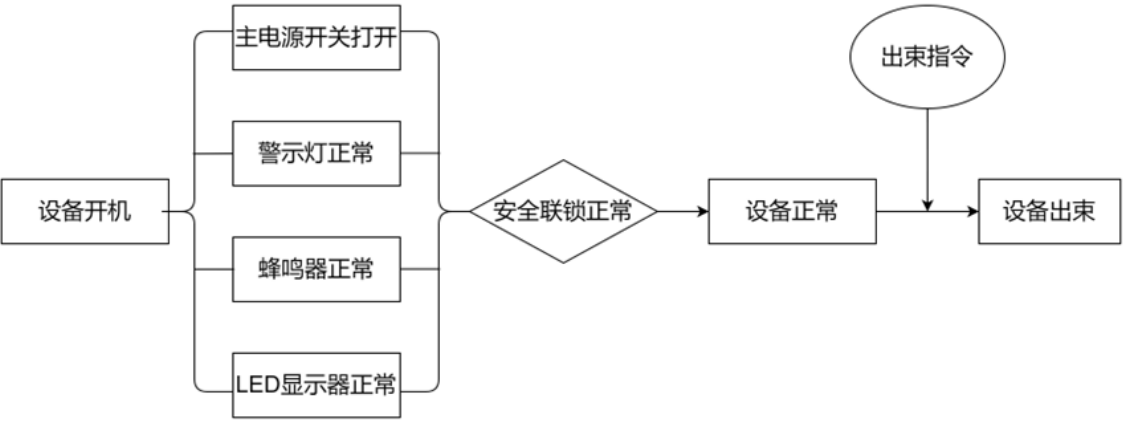 设备开机
主电源开关打开
警示灯正常
蜂鸣器正常
LED显示器正常
安全联锁正常
设备正常
出束指令
设备出束